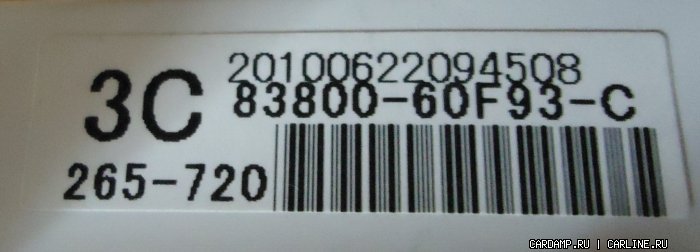 20100622094508
3C 83800-60F93-C
265-720
CARDAMP.RU | CARLINE.RU